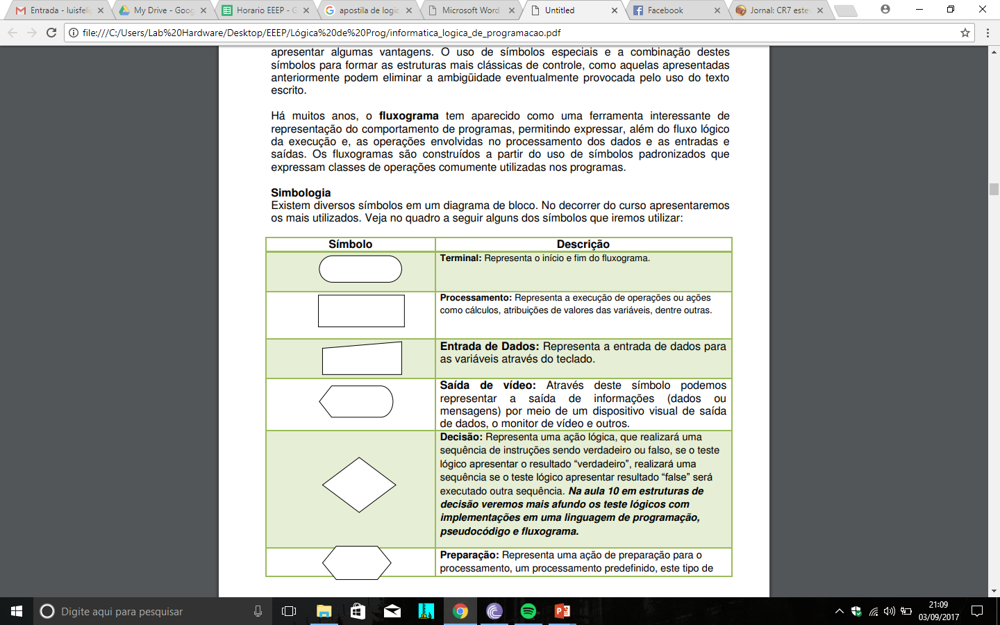 Entrada - luisfelip
My Drive - Goog
Horario EEEP - G
apostila de logic
Microsoft Word
Untitled
Facebook
Jornal: CR7 estev
file:///C:/Users/Lab%20Hardware/Desktop/EEEP/Lógica%20de%20Prog/informatica_logica_de_programacao.pdf
apresentar algumas vantagens. O uso de símbolos especiais e a combinação destes
símbolos para formar as estruturas mais clássicas de controle, como aquelas apresentadas
anteriormente podem eliminar a ambigüidade eventualmente provocada pelo uso do texto
escrito.
Há muitos anos, o fluxograma tem aparecido como uma ferramenta interessante de
representação do comportamento de programas, permitindo expressar, além do fluxo lógico
da execução e, as operações envolvidas no processamento dos dados e as entradas e
saídas. Os fluxogramas são construídos a partir do uso de símbolos padronizados que
expressam classes de operações comumente utilizadas nos programas.
Simbologia
Existem diversos símbolos em um diagrama de bloco. No decorrer do curso apresentaremos
os mais utilizados. Veja no quadro a seguir alguns dos símbolos que iremos utilizar:
Símbolo
Descrição
Terminal: Representa o início e fim do fluxograma.
Processamento: Representa a execução de operações ou ações
como cálculos, atribuições de valores das variáveis, dentre outras.
Entrada de Dados: Representa a entrada de dados para
as variáveis através do teclado.
Saída de vídeo: Através deste símbolo podemos
representar a saída de informações (dados ou
mensagens) por meio de um dispositivo visual de saída
de dados, o monitor de vídeo e outros.
Decisão: Representa uma ação lógica, que realizará uma
sequência de instruções sendo verdadeiro ou falso, se o teste
lógico apresentar o resultado “verdadeiro”, realizará uma
sequência se o teste lógico apresentar resultado “false” será
executado outra sequência. Na aula 10 em estruturas de
decisão veremos mais afundo os teste lógicos com
implementações em uma linguagem de programação,
pseudocódigo e fluxograma.
Preparação: Representa uma ação de preparação para o
processamento, um processamento predefinido, este tipo de
Digite aqui para pesquisar
21:09
03/09/2017